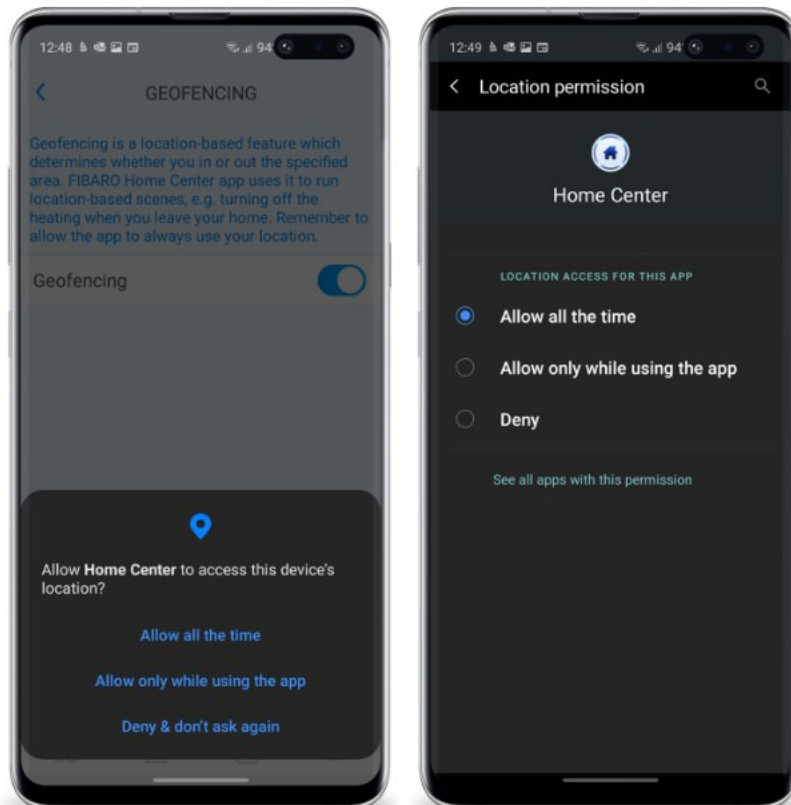 12:48
94
GEOFENCING
Geofencing is a location-based feature which
determines whether you in or out the specified
area. FIBARO Home Center app uses it to run
location-based scenes, e.g. turning off the
heating when you leave your home. Remember to
allow the app to always use your location.
Geofencing
Allow Home Center to access this device's
location?
Allow all the time
Allow only while using the app
Deny & don't ask again
12:49
94
Location permission
Home Center
LOCATION ACCESS FOR THIS APP
Allow all the time
Allow only while using the app
Deny
See all apps with this permission